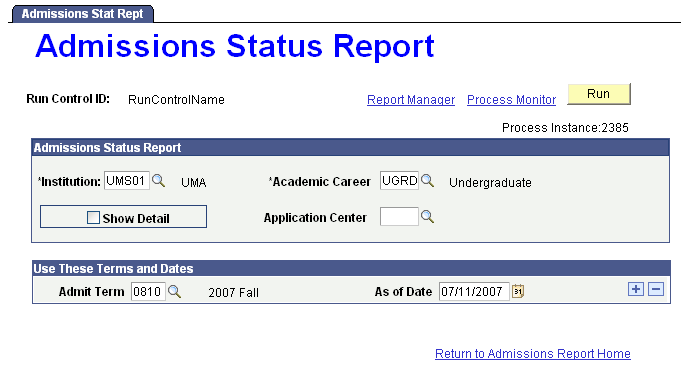 Admissions Stat Rept
Admissions Status Report
Run Control ID: RunControlName Report Manager Process Monitor Run
Process Instance:2385
Admissions Status Report
*Institution: UMS01 UMA *Academic Career UGRD Undergraduate
Show Detail Application Center
Use These Terms and Dates
Admit Term 0810 2007 Fall As of Date 07/11/2007 31 + −
Return to Admissions Report Home